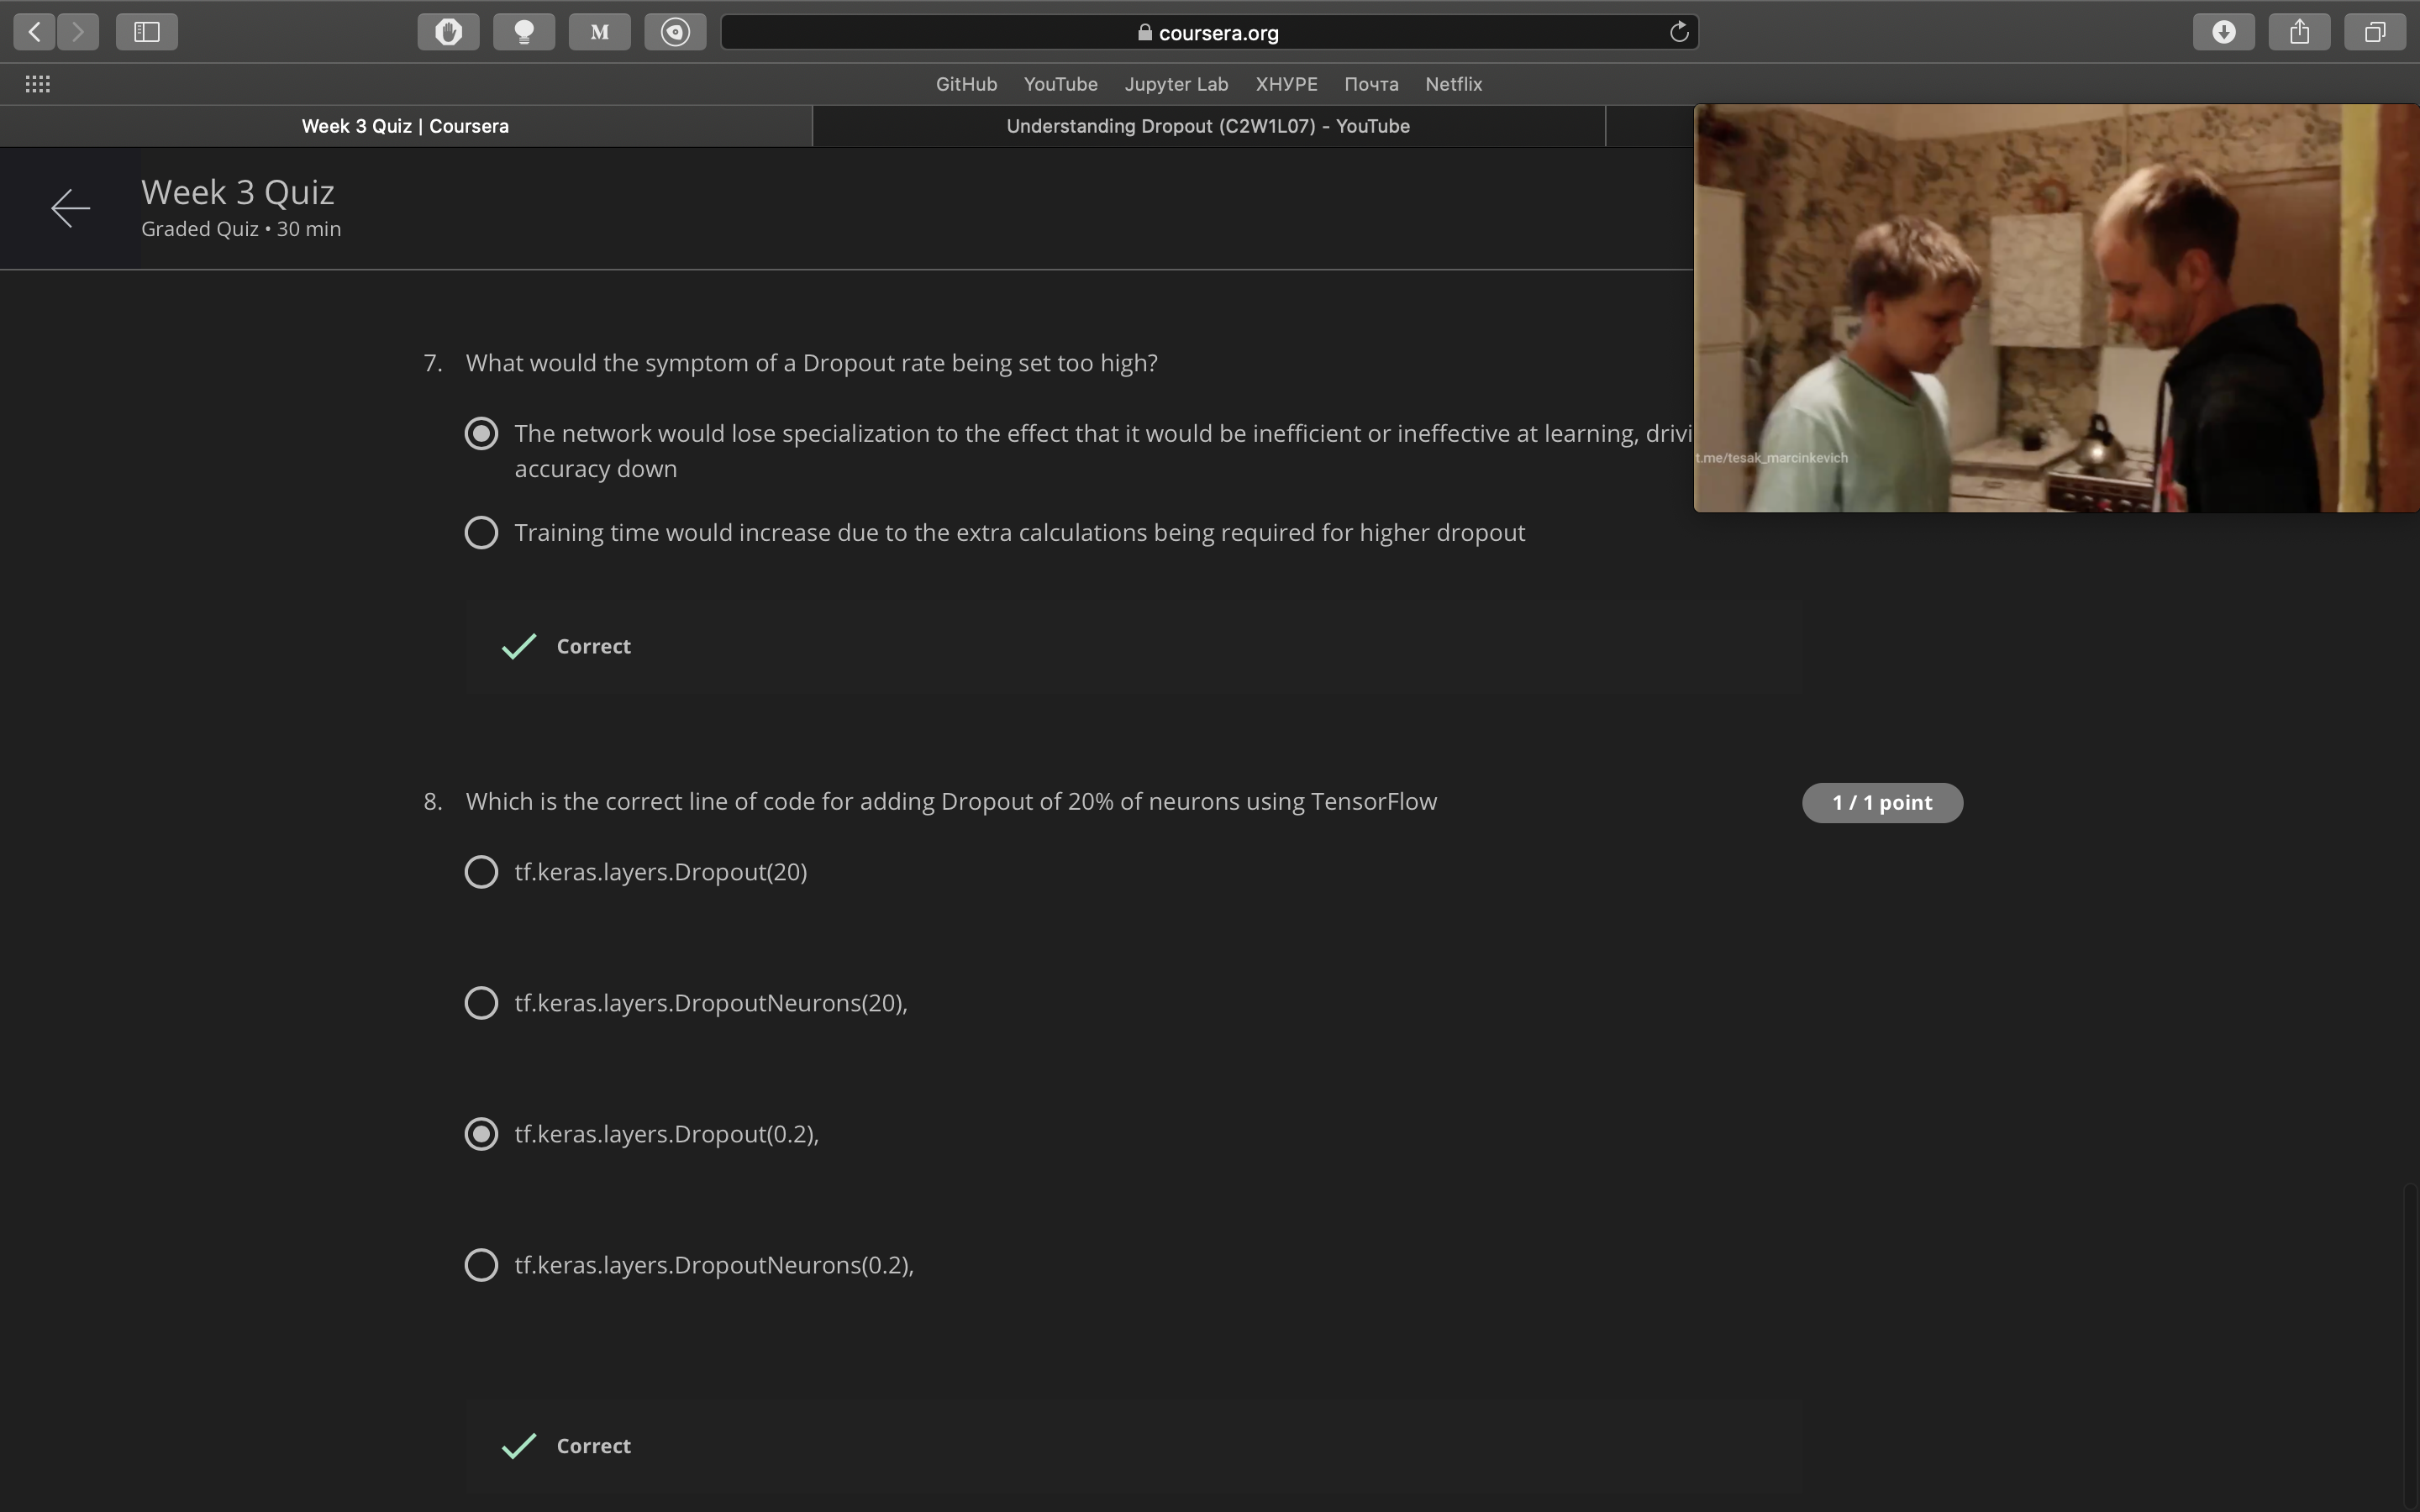 M
coursera.org
GitHub YouTube Jupyter Lab ХНУРЕ Почта Netflix
Week 3 Quiz | Coursera
Understanding Dropout (C2W1L07) - YouTube
Week 3 Quiz
Graded Quiz • 30 min
7. What would the symptom of a Dropout rate being set too high?
The network would lose specialization to the effect that it would be inefficient or ineffective at learning, drivi
accuracy down
t.me/tesak_marcinkevich
Training time would increase due to the extra calculations being required for higher dropout
Correct
8. Which is the correct line of code for adding Dropout of 20% of neurons using TensorFlow
1 / 1 point
tf.keras.layers.Dropout(20)
tf.keras.layers.DropoutNeurons(20),
tf.keras.layers.Dropout(0.2),
tf.keras.layers.DropoutNeurons(0.2),
Correct